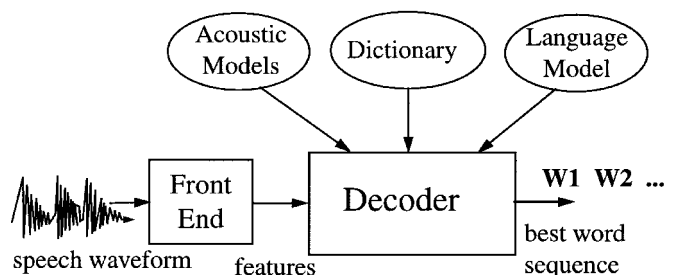 Acoustic
Models
Dictionary
Language
Model
Front
End
Decoder
W1 W2 ...
speech waveform
features
best word
sequence